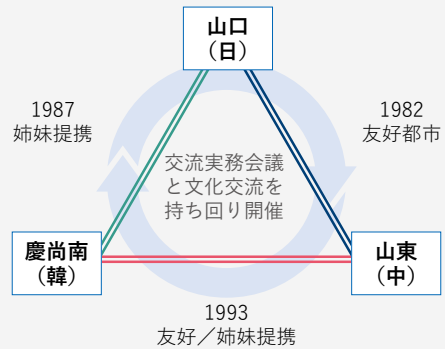 山口
（日）
1987
姉妹提携
1982
友好都市
交流実務会議
と文化交流を
持ち回り開催
慶尚南
（韓）
山東
（中）
1993
友好／姉妹提携